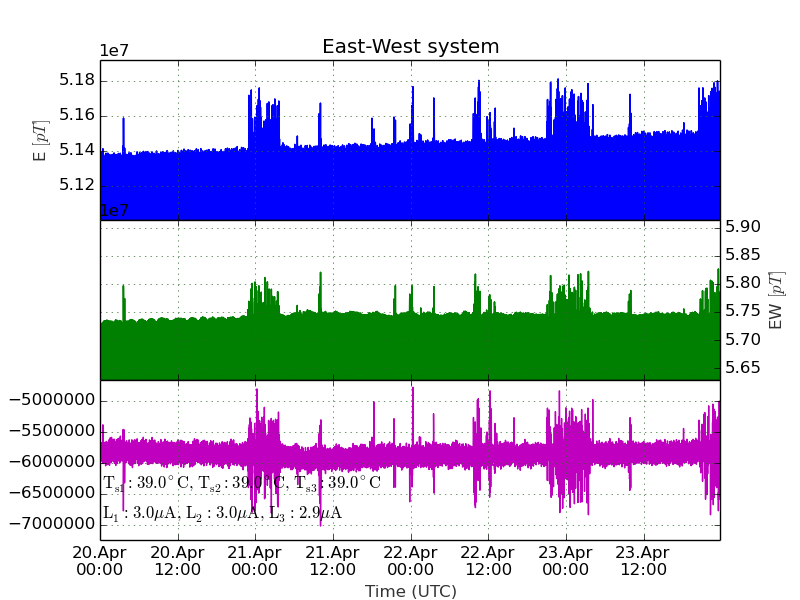 East-West system
1e7
5.18
5.16
5.14
5.12
E [pT]
1e7
5.90
5.85
5.80
5.75
5.70
5.65
EW [pT]
−5000000
−5500000
−6000000
−6500000
−7000000
T_s1 : 39.0°C, T_s2 : 39.0°C, T_s3 : 39.0°C
L_1 : 3.0μA, L_2 : 3.0μA, L_3 : 2.9μA
20.Apr 20.Apr 21.Apr 21.Apr 22.Apr 22.Apr 23.Apr 23.Apr
00:00 12:00 00:00 12:00 00:00 12:00 00:00 12:00
Time (UTC)